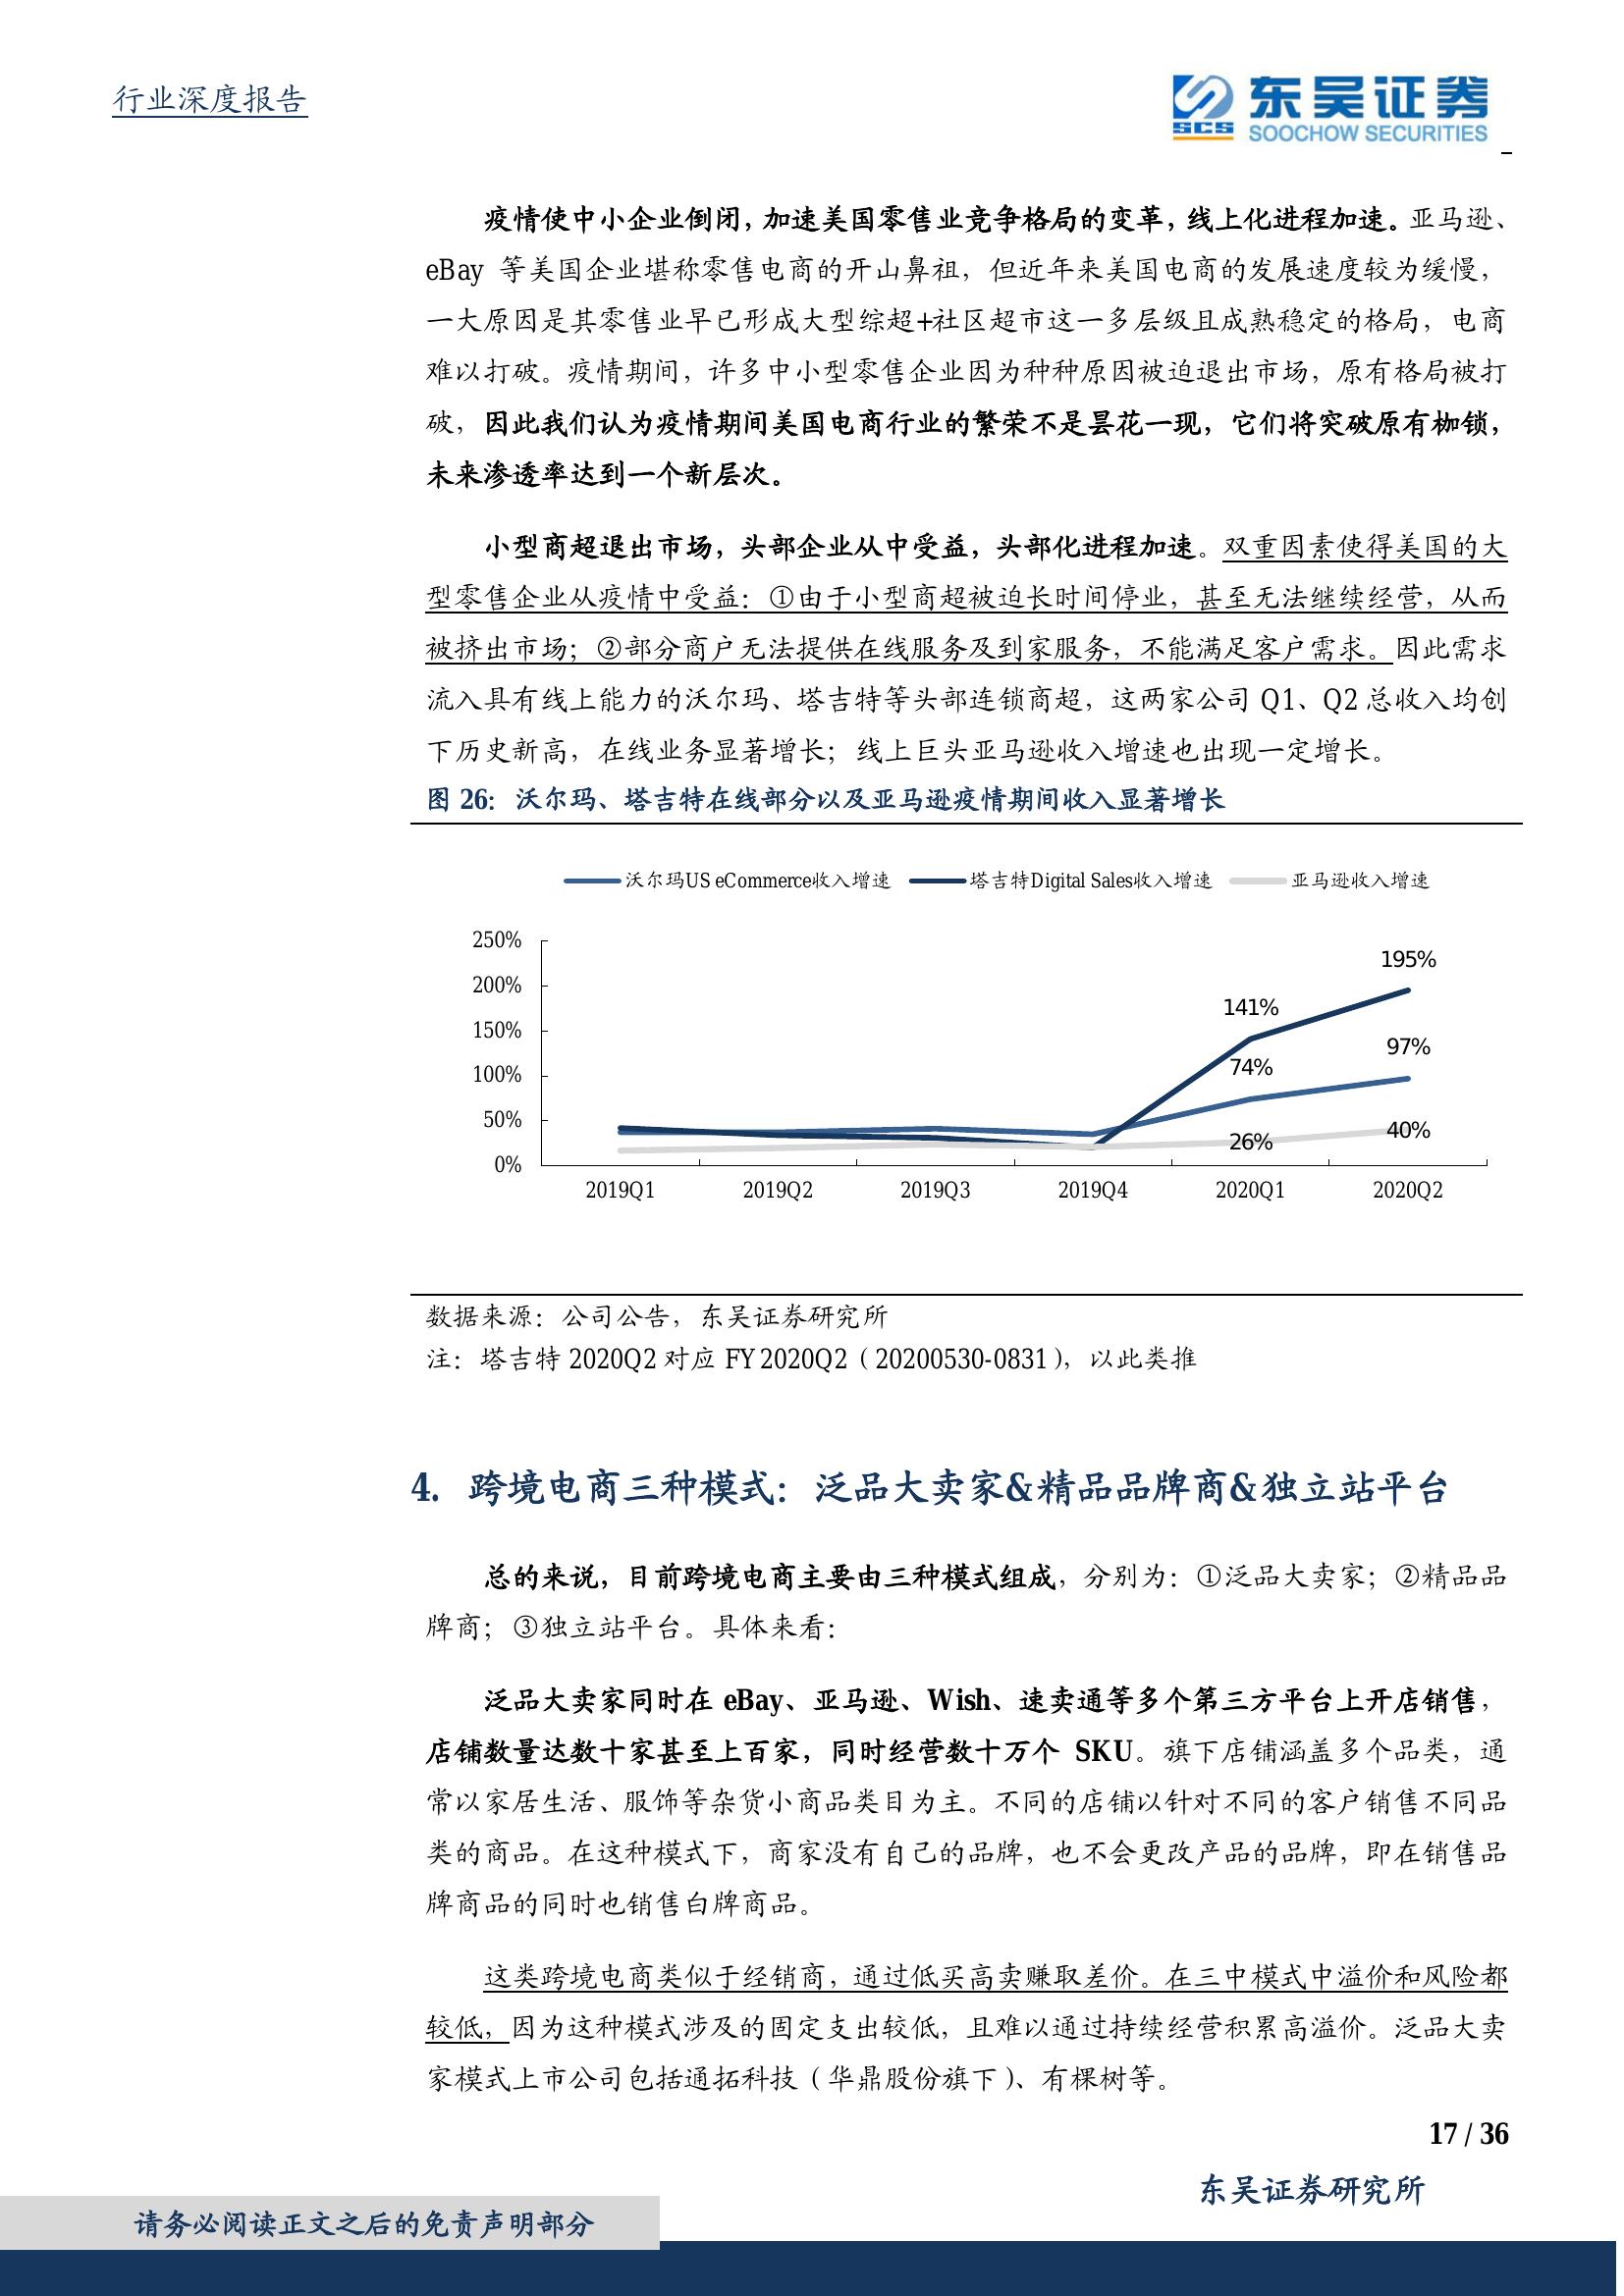 行业深度报告
SCS 东吴证券
SOOCHOW SECURITIES
疫情使中小企业倒闭，加速美国零售业竞争格局的变革，线上化进程加速。亚马逊、
eBay 等美国企业堪称零售电商的开山鼻祖，但近年来美国电商的发展速度较为缓慢，
一大原因是其零售业早已形成大型综超+社区超市这一多层级且成熟稳定的格局，电商
难以打破。疫情期间，许多中小型零售企业因为种种原因被迫退出市场，原有格局被打
破，因此我们认为疫情期间美国电商行业的繁荣不是昙花一现，它们将突破原有枷锁，
未来渗透率达到一个新层次。
小型商超退出市场，头部企业从中受益，头部化进程加速。双重因素使得美国的大
型零售企业从疫情中受益：①由于小型商超被迫长时间停业，甚至无法继续经营，从而
被挤出市场；②部分商户无法提供在线服务及到家服务，不能满足客户需求。因此需求
流入具有线上能力的沃尔玛、塔吉特等头部连锁商超，这两家公司 Q1、Q2 总收入均创
下历史新高，在线业务显著增长；线上巨头亚马逊收入增速也出现一定增长。
图 26：沃尔玛、塔吉特在线部分以及亚马逊疫情期间收入显著增长
沃尔玛US eCommerce收入增速 塔吉特Digital Sales收入增速 亚马逊收入增速
250%
200%
150%
100%
50%
0%
195%
141%
97%
74%
40%
26%
2019Q1 2019Q2 2019Q3 2019Q4 2020Q1 2020Q2
数据来源：公司公告，东吴证券研究所
注：塔吉特 2020Q2 对应 FY 2020Q2（20200530-0831），以此类推
4. 跨境电商三种模式：泛品大卖家&精品品牌商&独立站平台
总的来说，目前跨境电商主要由三种模式组成，分别为：①泛品大卖家；②精品品
牌商；③独立站平台。具体来看：
泛品大卖家同时在 eBay、亚马逊、Wish、速卖通等多个第三方平台上开店销售，
店铺数量达数十家甚至上百家，同时经营数十万个 SKU。旗下店铺涵盖多个品类，通
常以家居生活、服饰等杂货小商品类目为主。不同的店铺以针对不同的客户销售不同品
类的商品。在这种模式下，商家没有自己的品牌，也不会更改产品的品牌，即在销售品
牌商品的同时也销售白牌商品。
这类跨境电商类似于经销商，通过低买高卖赚取差价。在三中模式中溢价和风险都
较低，因为这种模式涉及的固定支出较低，且难以通过持续经营积累高溢价。泛品大卖
家模式上市公司包括通拓科技（华鼎股份旗下）、有棵树等。
17 / 36
东吴证券研究所
请务必阅读正文之后的免责声明部分